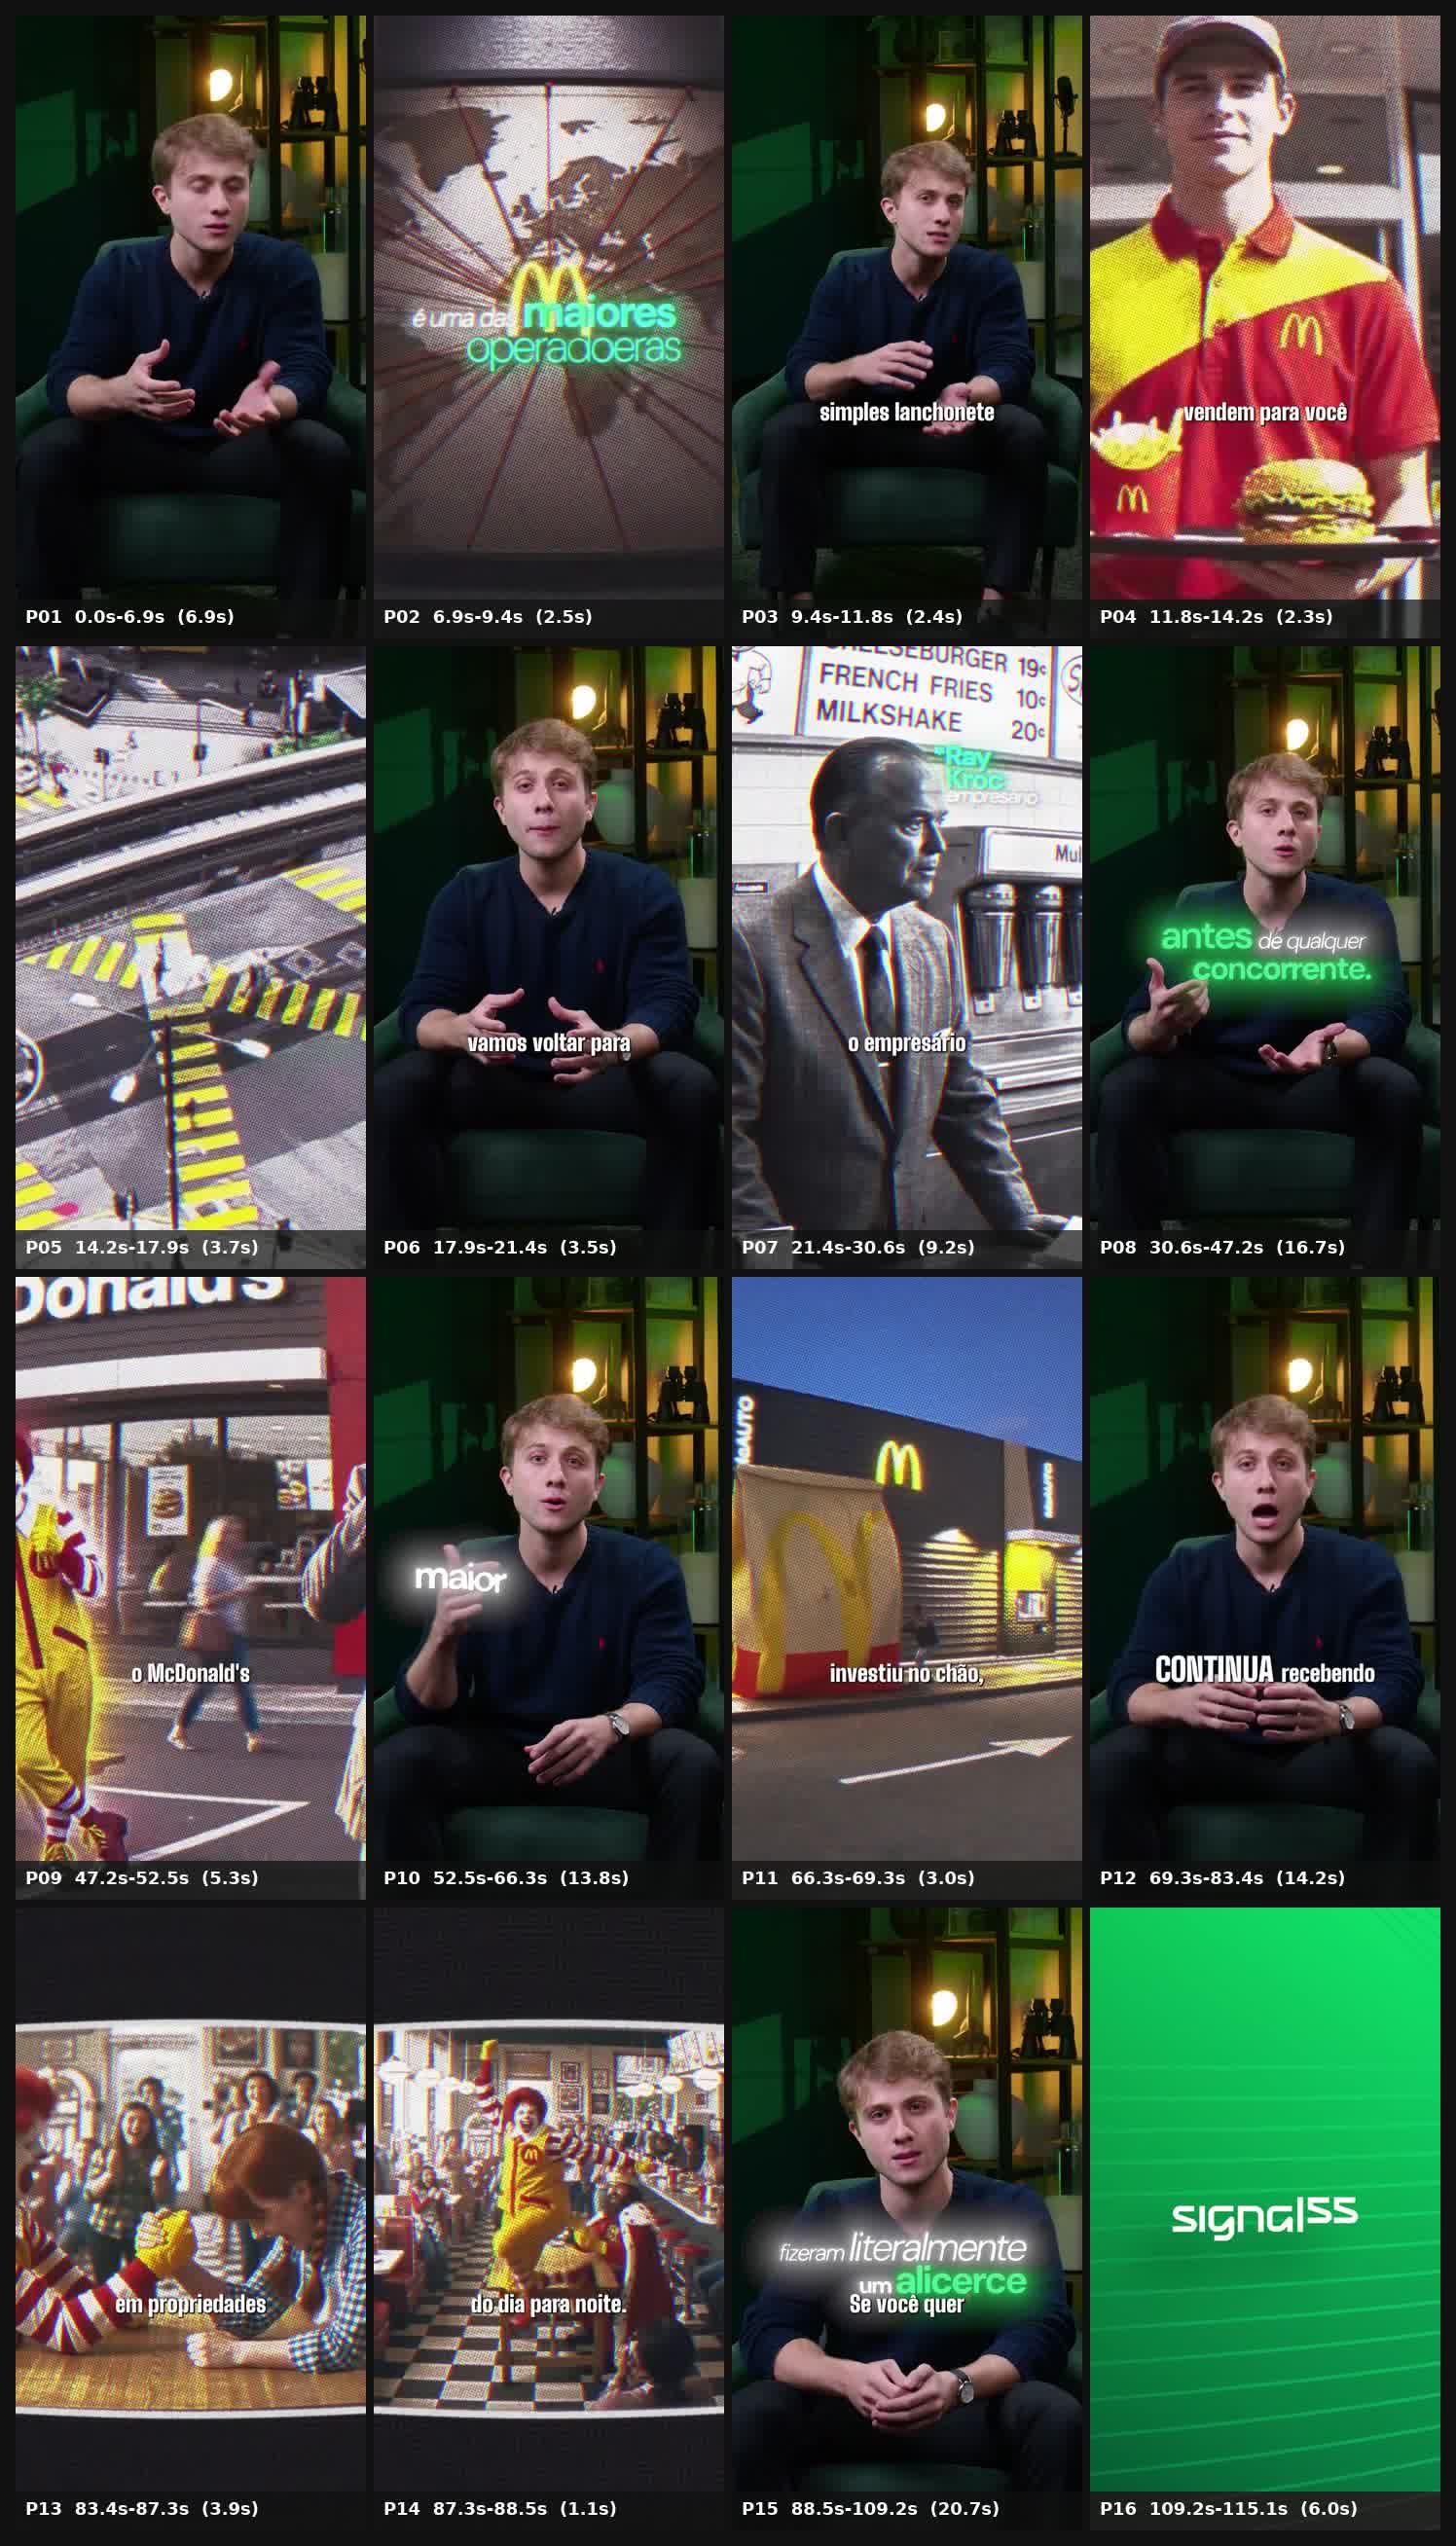 P01 0.0s-6.9s (6.9s)
é uma das maiores
operadoeras
P02 6.9s-9.4s (2.5s)
simples lanchonete
P03 9.4s-11.8s (2.4s)
vendem para você
P04 11.8s-14.2s (2.3s)
P05 14.2s-17.9s (3.7s)
vamos voltar para
P06 17.9s-21.4s (3.5s)
CHEESEBURGER 19¢
FRENCH FRIES 10¢
MILKSHAKE 20¢
*Ray
Kroc
empresário
Mul
o empresário
P07 21.4s-30.6s (9.2s)
antes de qualquer
concorrente.
P08 30.6s-47.2s (16.7s)
Donald's
o McDonald's
P09 47.2s-52.5s (5.3s)
maior
P10 52.5s-66.3s (13.8s)
investiu no chão,
P11 66.3s-69.3s (3.0s)
CONTINUA recebendo
P12 69.3s-83.4s (14.2s)
em propriedades
P13 83.4s-87.3s (3.9s)
do dia para noite.
P14 87.3s-88.5s (1.1s)
fizeram literalmente
um alicerce
Se você quer
P15 88.5s-109.2s (20.7s)
signal55
P16 109.2s-115.1s (6.0s)